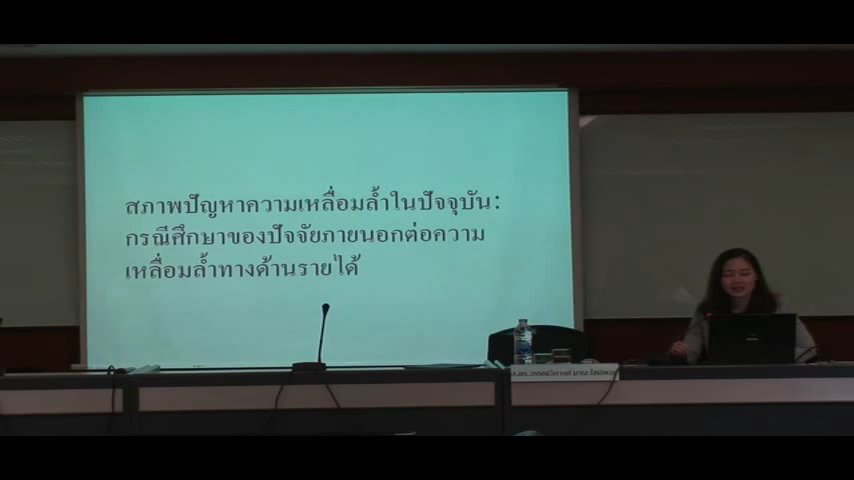 สภาพปัญหาความเหลื่อมล้ำในปัจจุบัน:
กรณีศึกษาของปัจจัยภายนอกต่อความ
เหลื่อมล้ำทางด้านรายได้